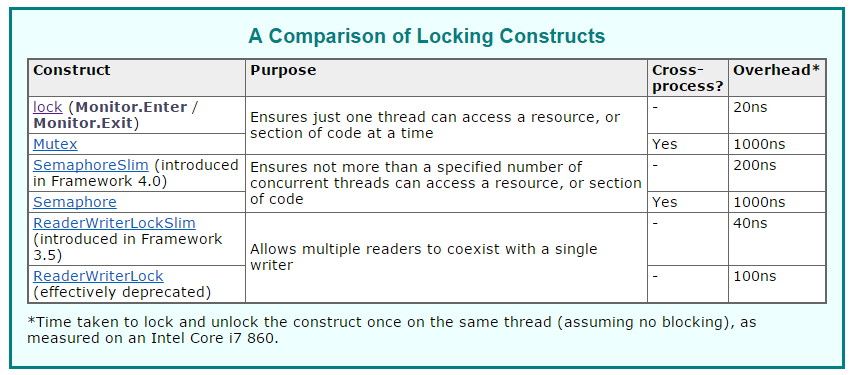 A Comparison of Locking Constructs
Construct
Purpose
Cross-
process?
Overhead*
lock (Monitor.Enter /
Monitor.Exit)
Ensures just one thread can access a resource, or
section of code at a time
-
20ns
Mutex
Yes
1000ns
SemaphoreSlim (introduced
in Framework 4.0)
Ensures not more than a specified number of
concurrent threads can access a resource, or section
of code
-
200ns
Semaphore
Yes
1000ns
ReaderWriterLockSlim
(introduced in Framework
3.5)
Allows multiple readers to coexist with a single
writer
-
40ns
ReaderWriterLock
(effectively deprecated)
-
100ns
*Time taken to lock and unlock the construct once on the same thread (assuming no blocking), as
measured on an Intel Core i7 860.